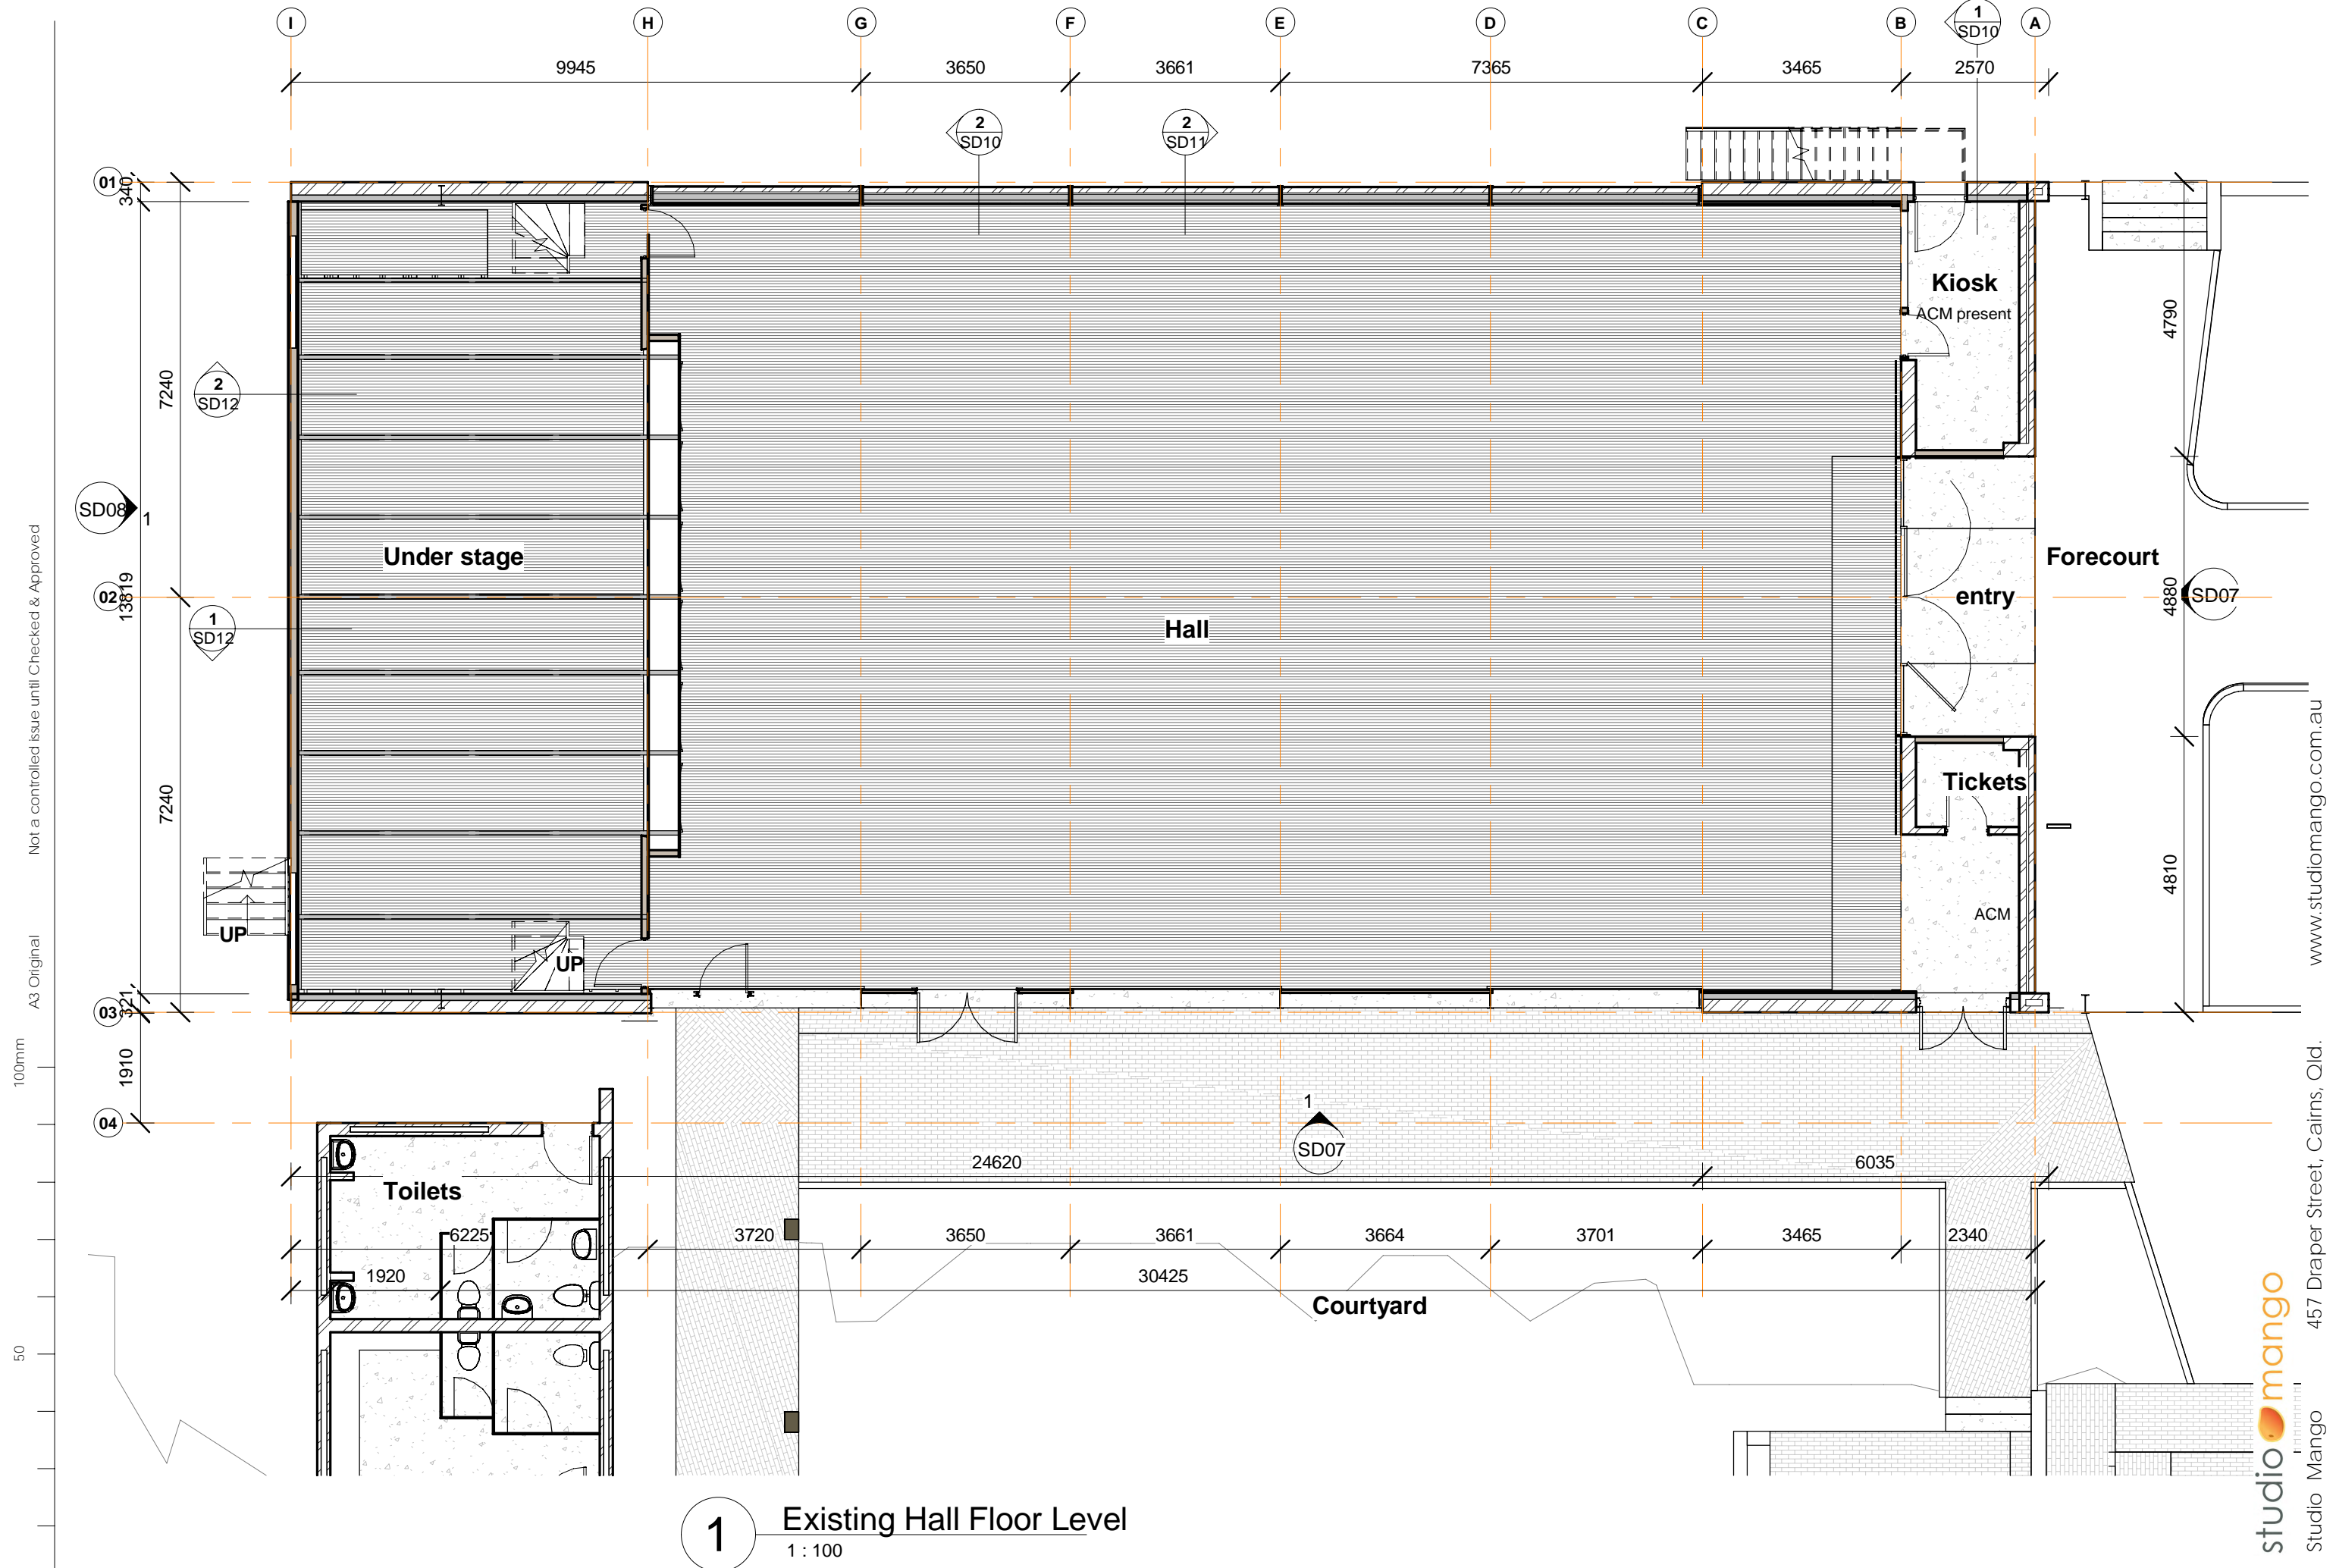 I
H
G
F
E
D
C
B
A
1
SD10
9945
3650
3661
7365
3465
2570
2
SD10
2
SD11
01
340
Kiosk
ACM present
4790
7240
2
SD12
SD08
1
Under stage
Forecourt
02
13819
entry
4880
SD07
1
SD12
Hall
7240
Tickets
4810
UP
UP
ACM
321
03
1910
04
1
SD07
24620
6035
Toilets
6225
3720
3650
3661
3664
3701
3465
2340
1920
30425
Courtyard
1
Existing Hall Floor Level
1 : 100
50
100mm
A3 Original
Not a controlled issue until Checked & Approved
studio mango
Studio Mango
457 Draper Street, Cairns, Qld.
www.studiomango.com.au